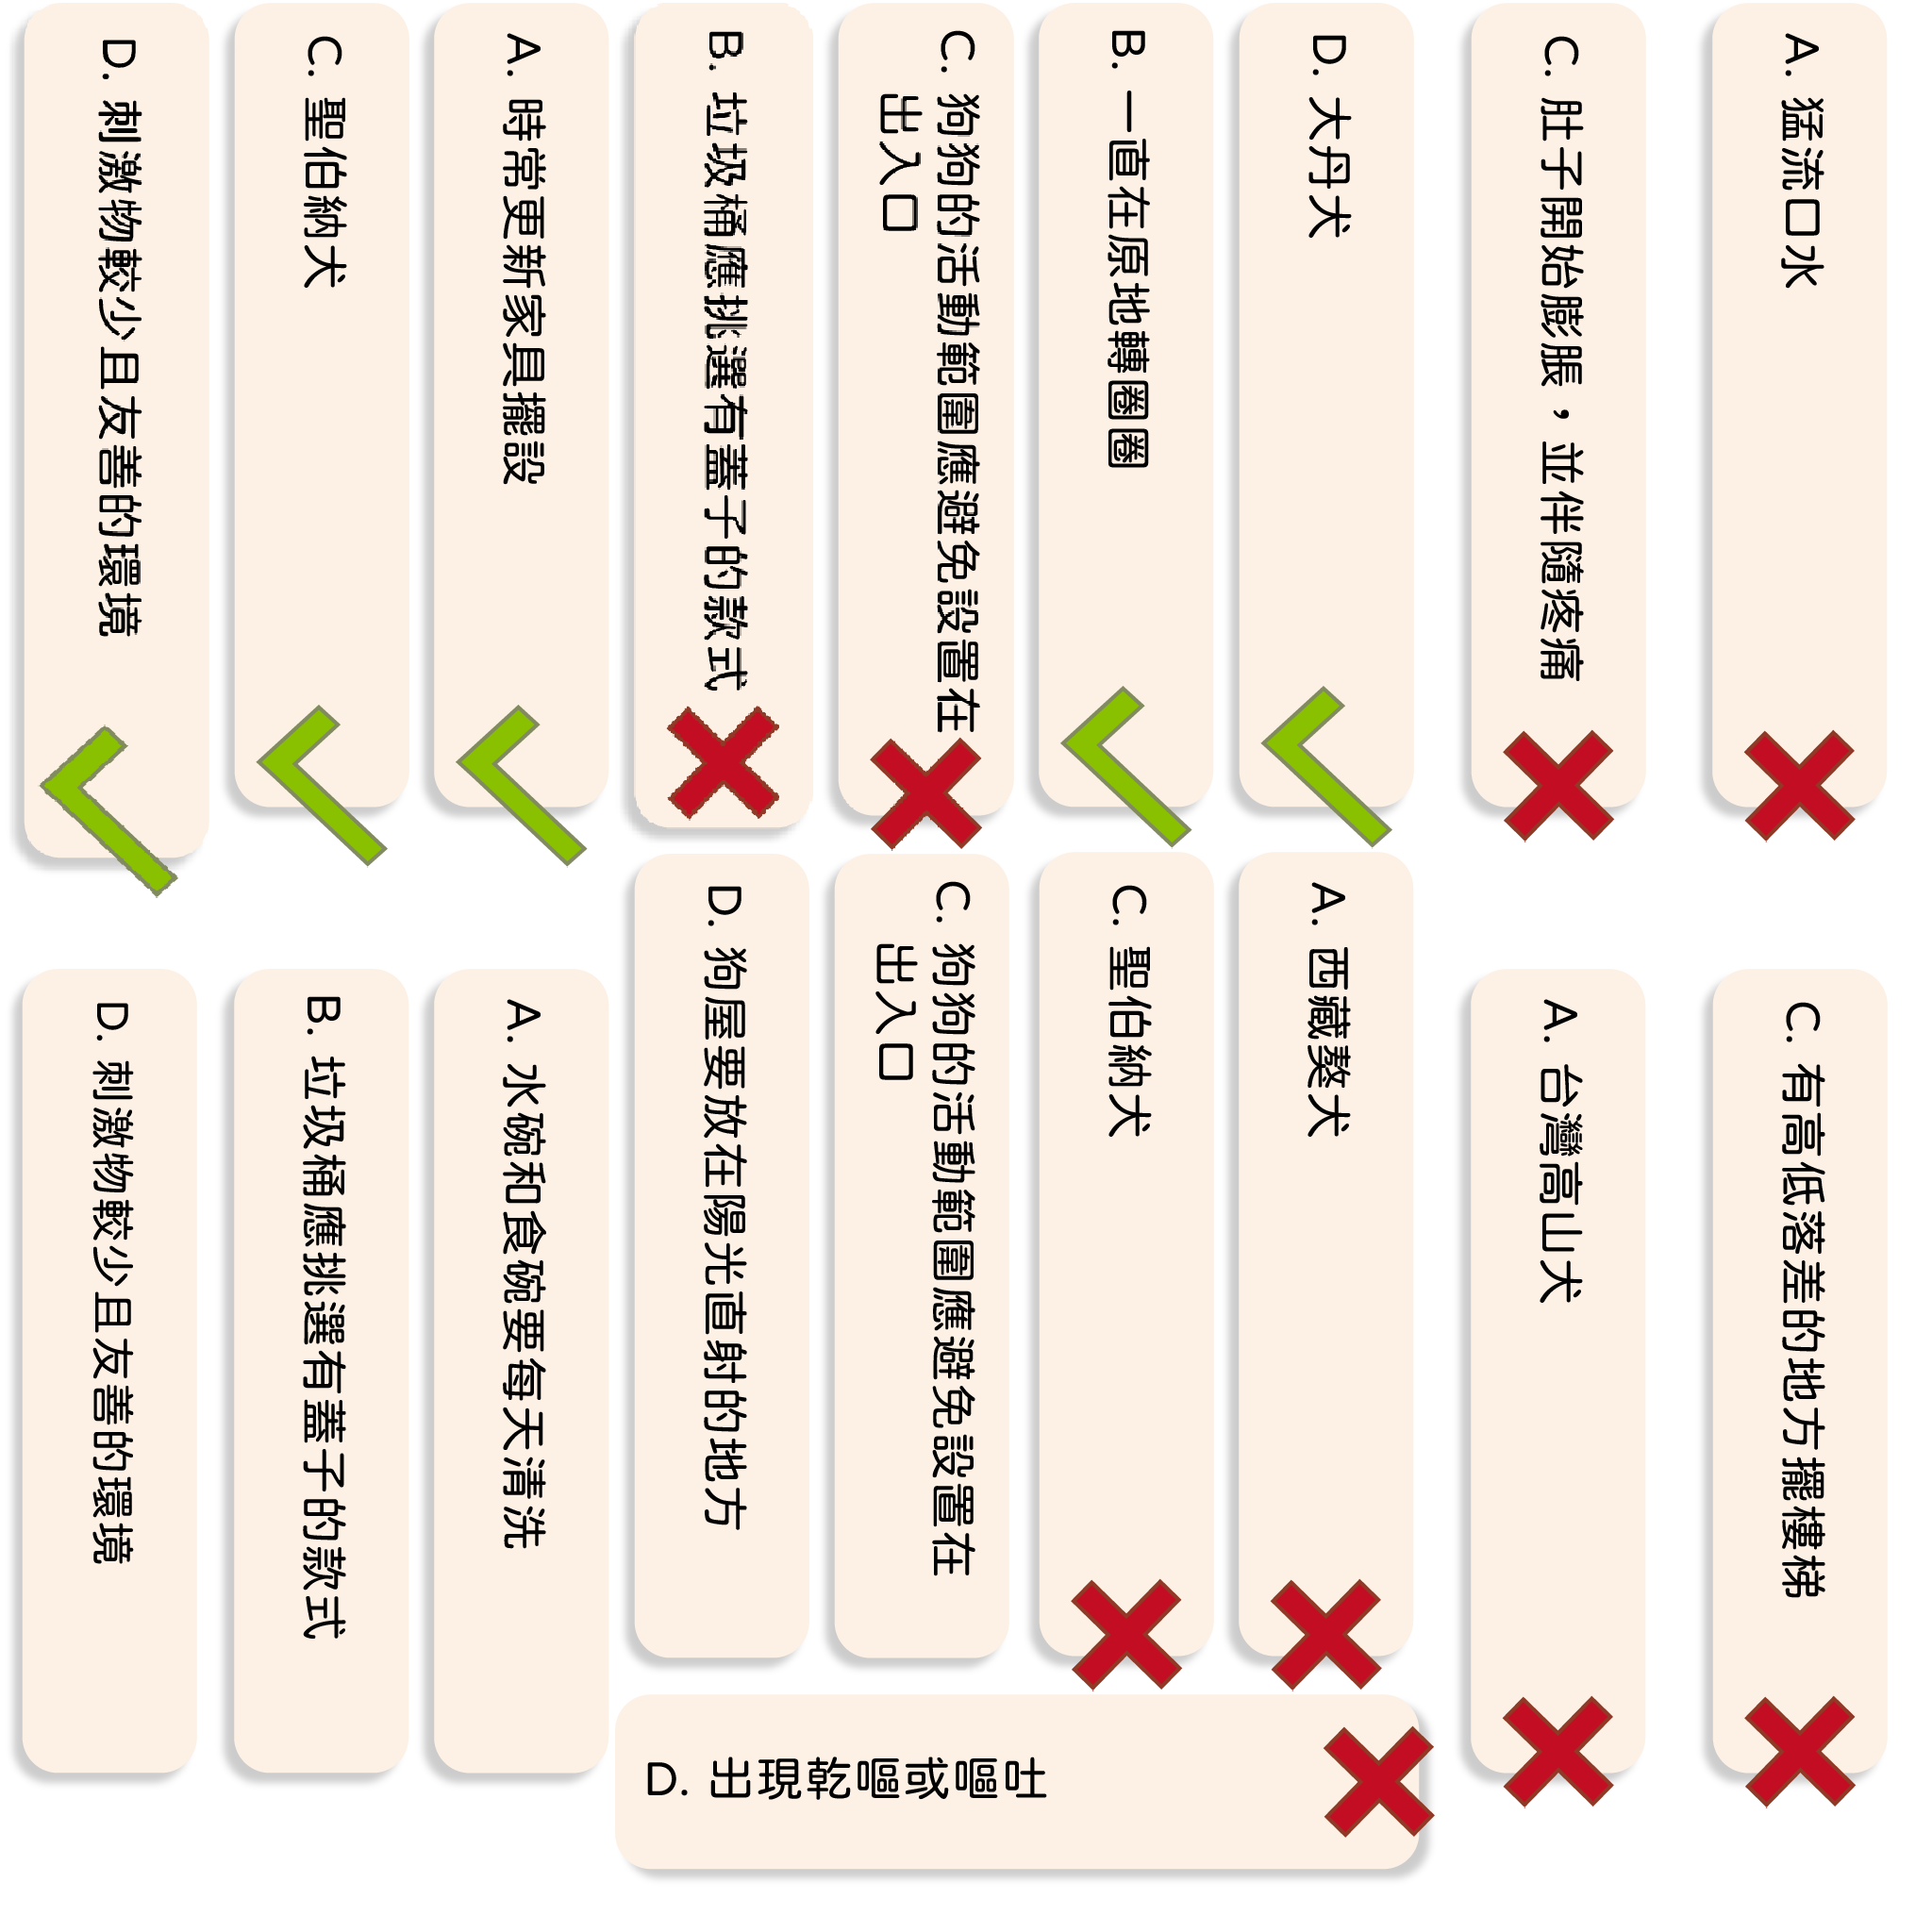 D. 刺激物較少且友善的環境
C. 聖伯納犬
A. 時常更新家具擺設
B. 垃圾桶應挑選有蓋子的款式
C. 狗狗的活動範圍應避免設置在
出入口
B. 一直在原地轉圈圈
D. 大丹犬
C. 肚子開始膨脹，並伴隨疼痛
A. 猛流口水
D. 刺激物較少且友善的環境
B. 垃圾桶應挑選有蓋子的款式
A. 水碗和食碗要每天清洗
D. 狗屋要放在陽光直射的地方
C. 狗狗的活動範圍應避免設置在
出入口
C. 聖伯納犬
A. 西藏獒犬
A. 台灣高山犬
C. 有高低落差的地方擺樓梯
D. 出現乾嘔或嘔吐